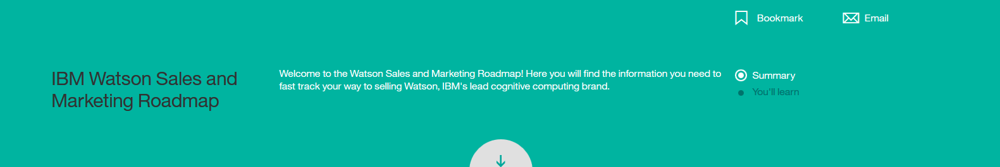 Bookmark
Email
IBM Watson Sales and
Marketing Roadmap
Welcome to the Watson Sales and Marketing Roadmap! Here you will find the information you need to
fast track your way to selling Watson, IBM's lead cognitive computing brand.
Summary
You'll learn